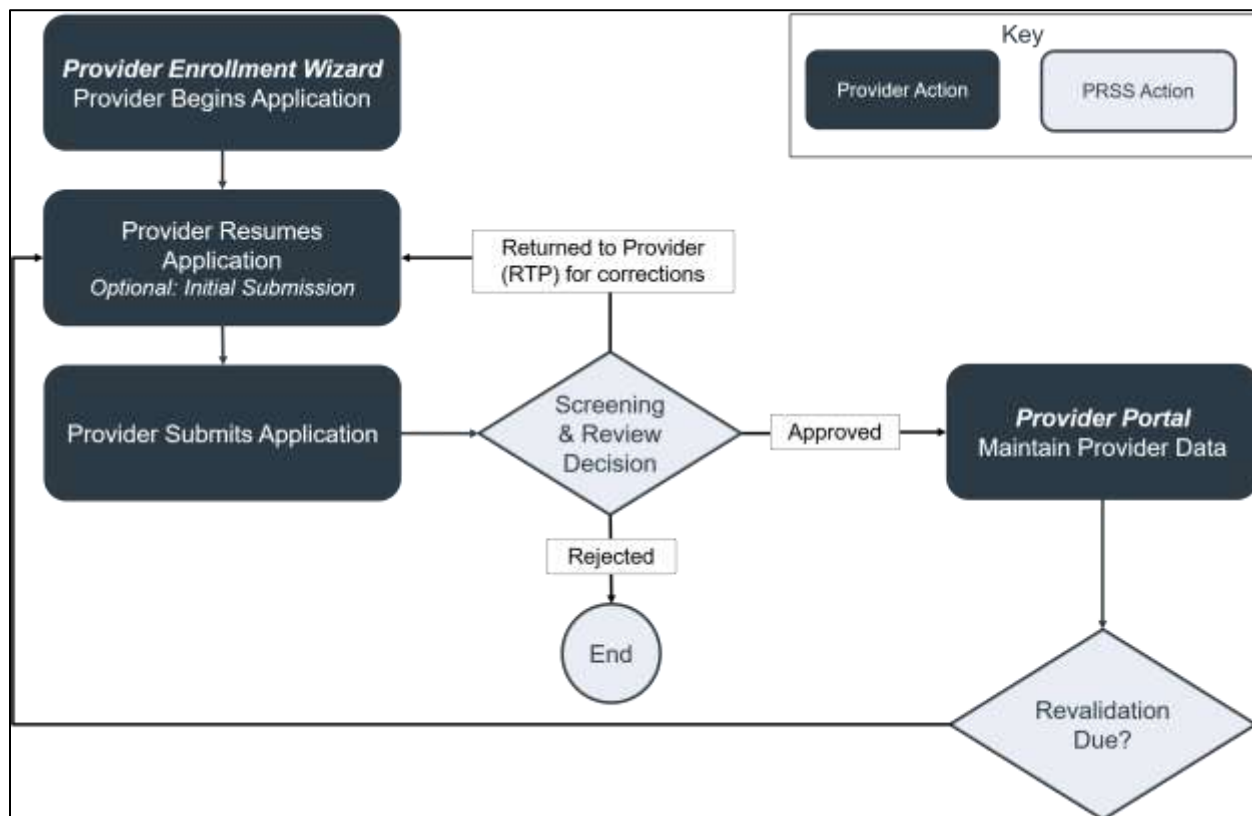 Provider Enrollment Wizard
Provider Begins Application
Key
Provider Action
PRSS Action
Provider Resumes
Application
Optional: Initial Submission
Returned to Provider
(RTP) for corrections
Provider Submits Application
Screening
& Review
Decision
Approved
Provider Portal
Maintain Provider Data
Rejected
End
Revalidation
Due?